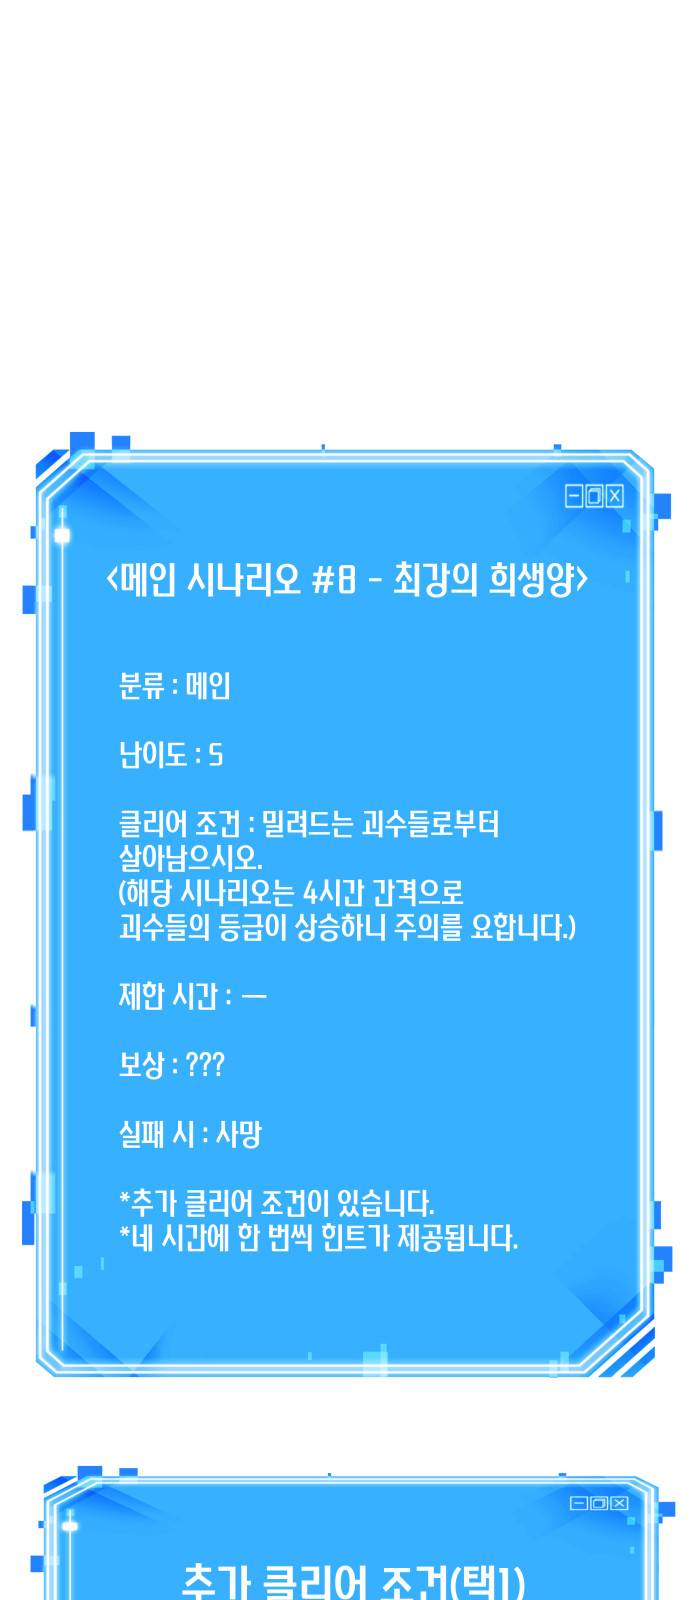 <메인 시나리오 #8 - 최강의 희생양>
분류 : 메인
난이도 : S
클리어 조건 : 밀려드는 괴수들로부터
살아남으시오.
(해당 시나리오는 4시간 간격으로
괴수들의 등급이 상승하니 주의를 요합니다.)
제한 시간 : —
보상 : ???
실패 시 : 사망
*추가 클리어 조건이 있습니다.
*네 시간에 한 번씩 힌트가 제공됩니다.
추가 클리어 조건(택1)